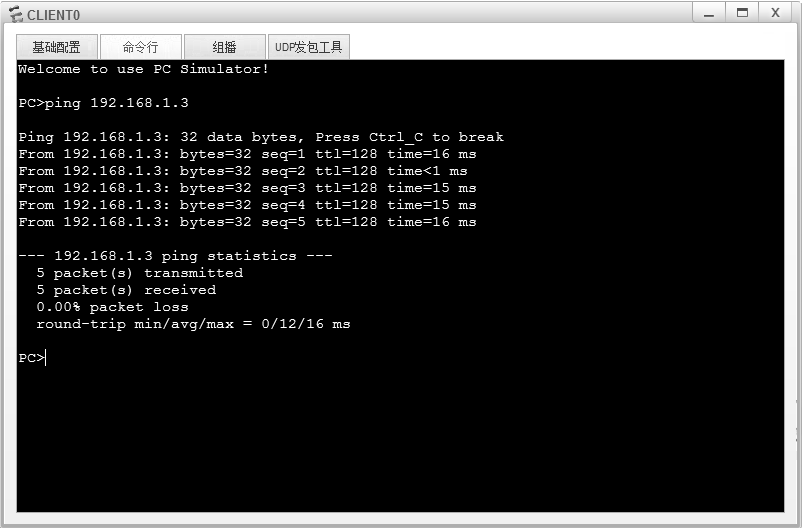 CLIENT0
基础配置 命令行 组播 UDP发包工具
Welcome to use PC Simulator!
PC>ping 192.168.1.3
Ping 192.168.1.3: 32 data bytes, Press Ctrl_C to break
From 192.168.1.3: bytes=32 seq=1 ttl=128 time=16 ms
From 192.168.1.3: bytes=32 seq=2 ttl=128 time<1 ms
From 192.168.1.3: bytes=32 seq=3 ttl=128 time=15 ms
From 192.168.1.3: bytes=32 seq=4 ttl=128 time=15 ms
From 192.168.1.3: bytes=32 seq=5 ttl=128 time=16 ms
--- 192.168.1.3 ping statistics ---
5 packet(s) transmitted
5 packet(s) received
0.00% packet loss
round-trip min/avg/max = 0/12/16 ms
PC>